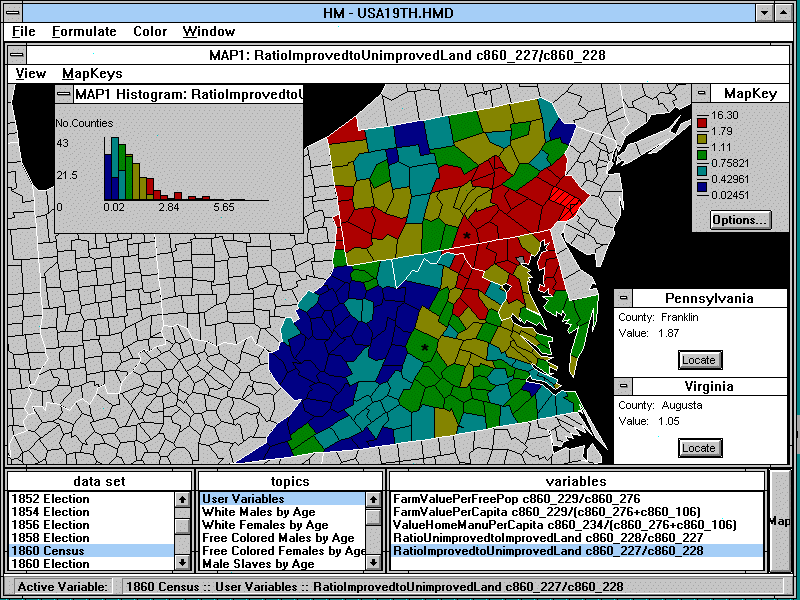 HM - USA19TH.HMD
File Formulate Color Window
MAP1: RatioImprovedtoUnimprovedLand c860_227/c860_228
View MapKeys
MAP1 Histogram: RatioImprovedtoU
No.Counties
43
21.5
0
0.02 2.84 5.65
MapKey
16.30
1.79
1.11
0.75821
0.42961
0.02451
Options...
Pennsylvania
County: Franklin
Value: 1.87
Locate
Virginia
County: Augusta
Value: 1.05
Locate
data set
1852 Election
1854 Election
1856 Election
1858 Election
1860 Census
1860 Election
topics
User Variables
White Males by Age
White Females by Age
Free Colored Males by Age
Free Colored Females by Age
Male Slaves by Age
variables
FarmValuePerFreePop c860_229/c860_276
FarmValuePerCapita c860_229/(c860_276+c860_106)
ValueHomeManuPerCapita c860_234/(c860_276+c860_106)
RatioUnimprovedtoImproved c860_228/c860_227
RatioImprovedtoUnimprovedLand c860_227/c860_228
Map
Active Variable: 1860 Census :: User Variables :: RatioImprovedtoUnimprovedLand c860_227/c860_228